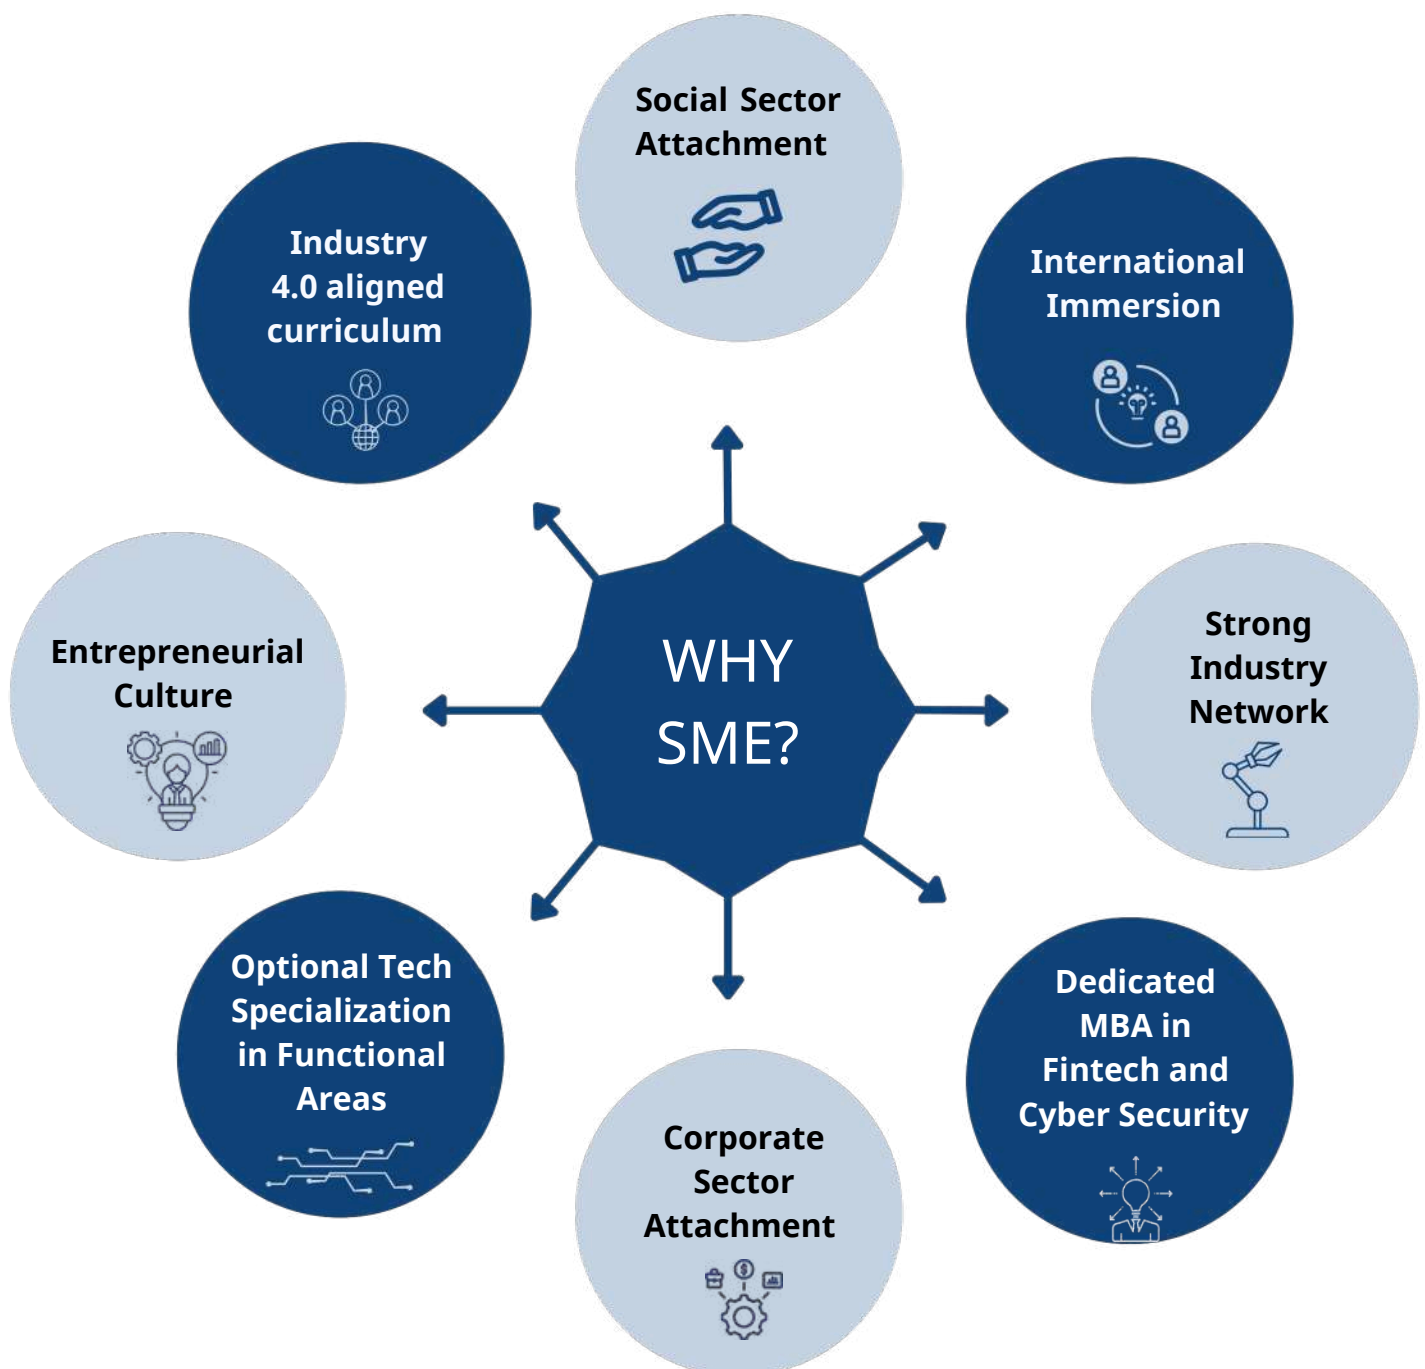 Social Sector
Attachment
Industry
4.0 aligned
curriculum
International
Immersion
Entrepreneurial
Culture
WHY
SME?
Strong
Industry
Network
Optional Tech
Specialization
in Functional
Areas
Dedicated
MBA in
Fintech and
Cyber Security
Corporate
Sector
Attachment